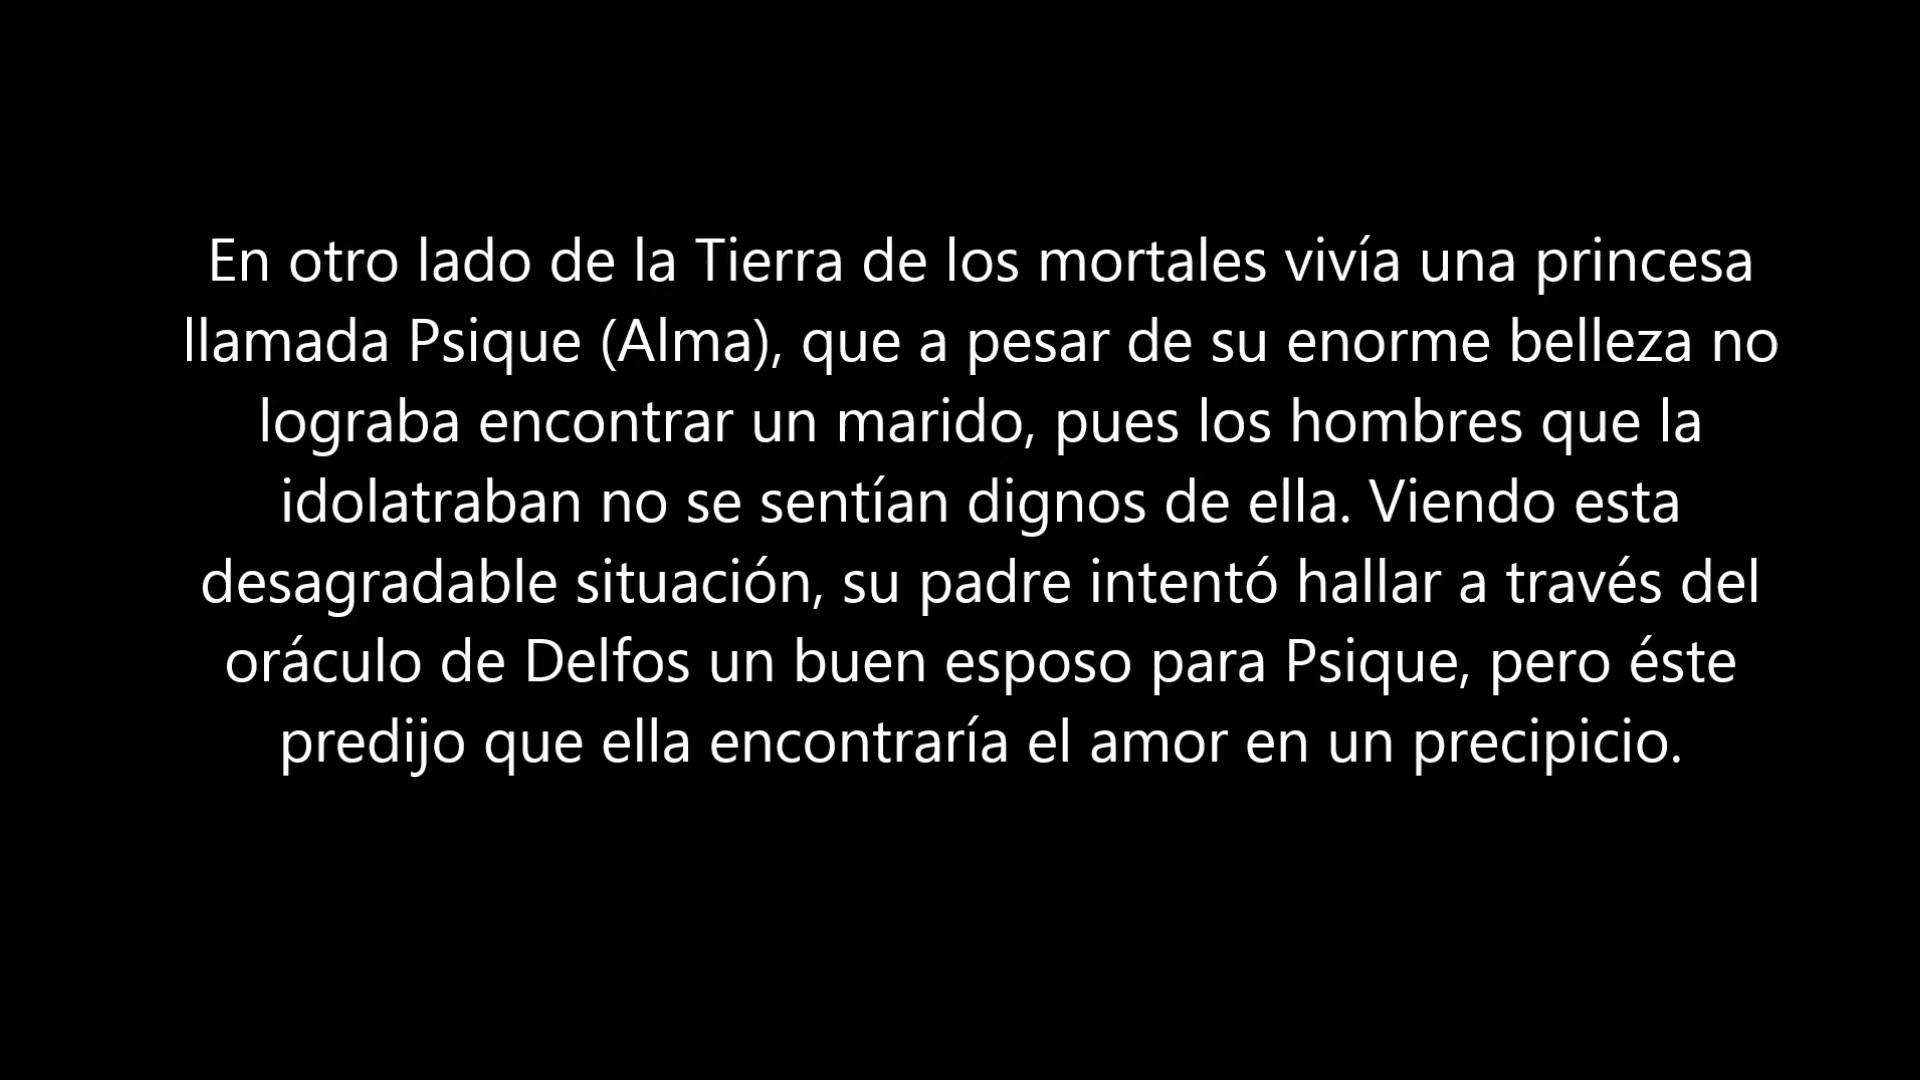 En otro lado de la Tierra de los mortales vivía una princesa
llamada Psique (Alma), que a pesar de su enorme belleza no
lograba encontrar un marido, pues los hombres que la
idolatraban no se sentían dignos de ella. Viendo esta
desagradable situación, su padre intentó hallar a través del
oráculo de Delfos un buen esposo para Psique, pero éste
predijo que ella encontraría el amor en un precipicio.